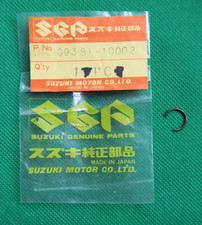 SGP スズキ純正部品
P.No. 09381-10002
Q'ty 1 PC
SUZUKI MOTOR CO.,LTD.
SGP
SUZUKI GENUINE PARTS
スズキ純正部品
MADE IN JAPAN
SUZUKI MOTOR CO.,LTD.